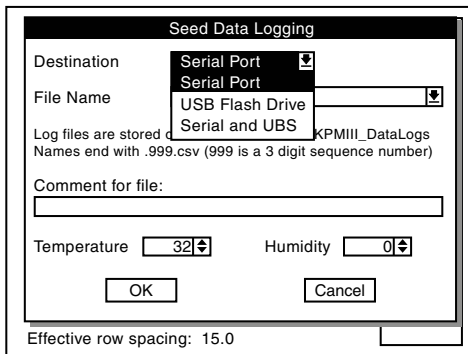 Seed Data Logging
Destination Serial Port
Serial Port
File Name
USB Flash Drive
Serial and UBS
Log files are stored KPMIII_DataLogs
Names end with .999.csv (999 is a 3 digit sequence number)
Comment for file:
Temperature 32 Humidity 0
OK Cancel
Effective row spacing: 15.0